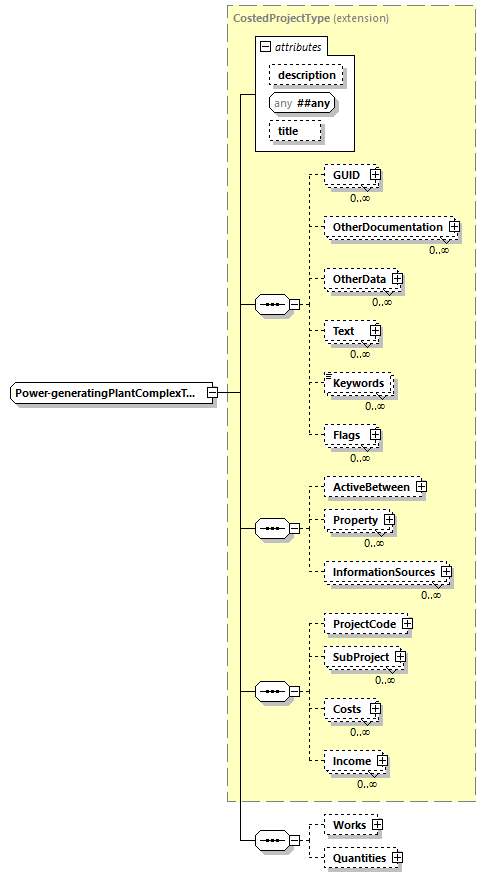 CostedProjectType (extension)
attributes
description
any ##any
title
GUID
0..∞
OtherDocumentation
0..∞
OtherData
0..∞
Text
0..∞
Keywords
0..∞
Flags
0..∞
Power-generatingPlantComplexT...
ActiveBetween
Property
0..∞
InformationSources
0..∞
ProjectCode
SubProject
0..∞
Costs
0..∞
Income
0..∞
Works
Quantities